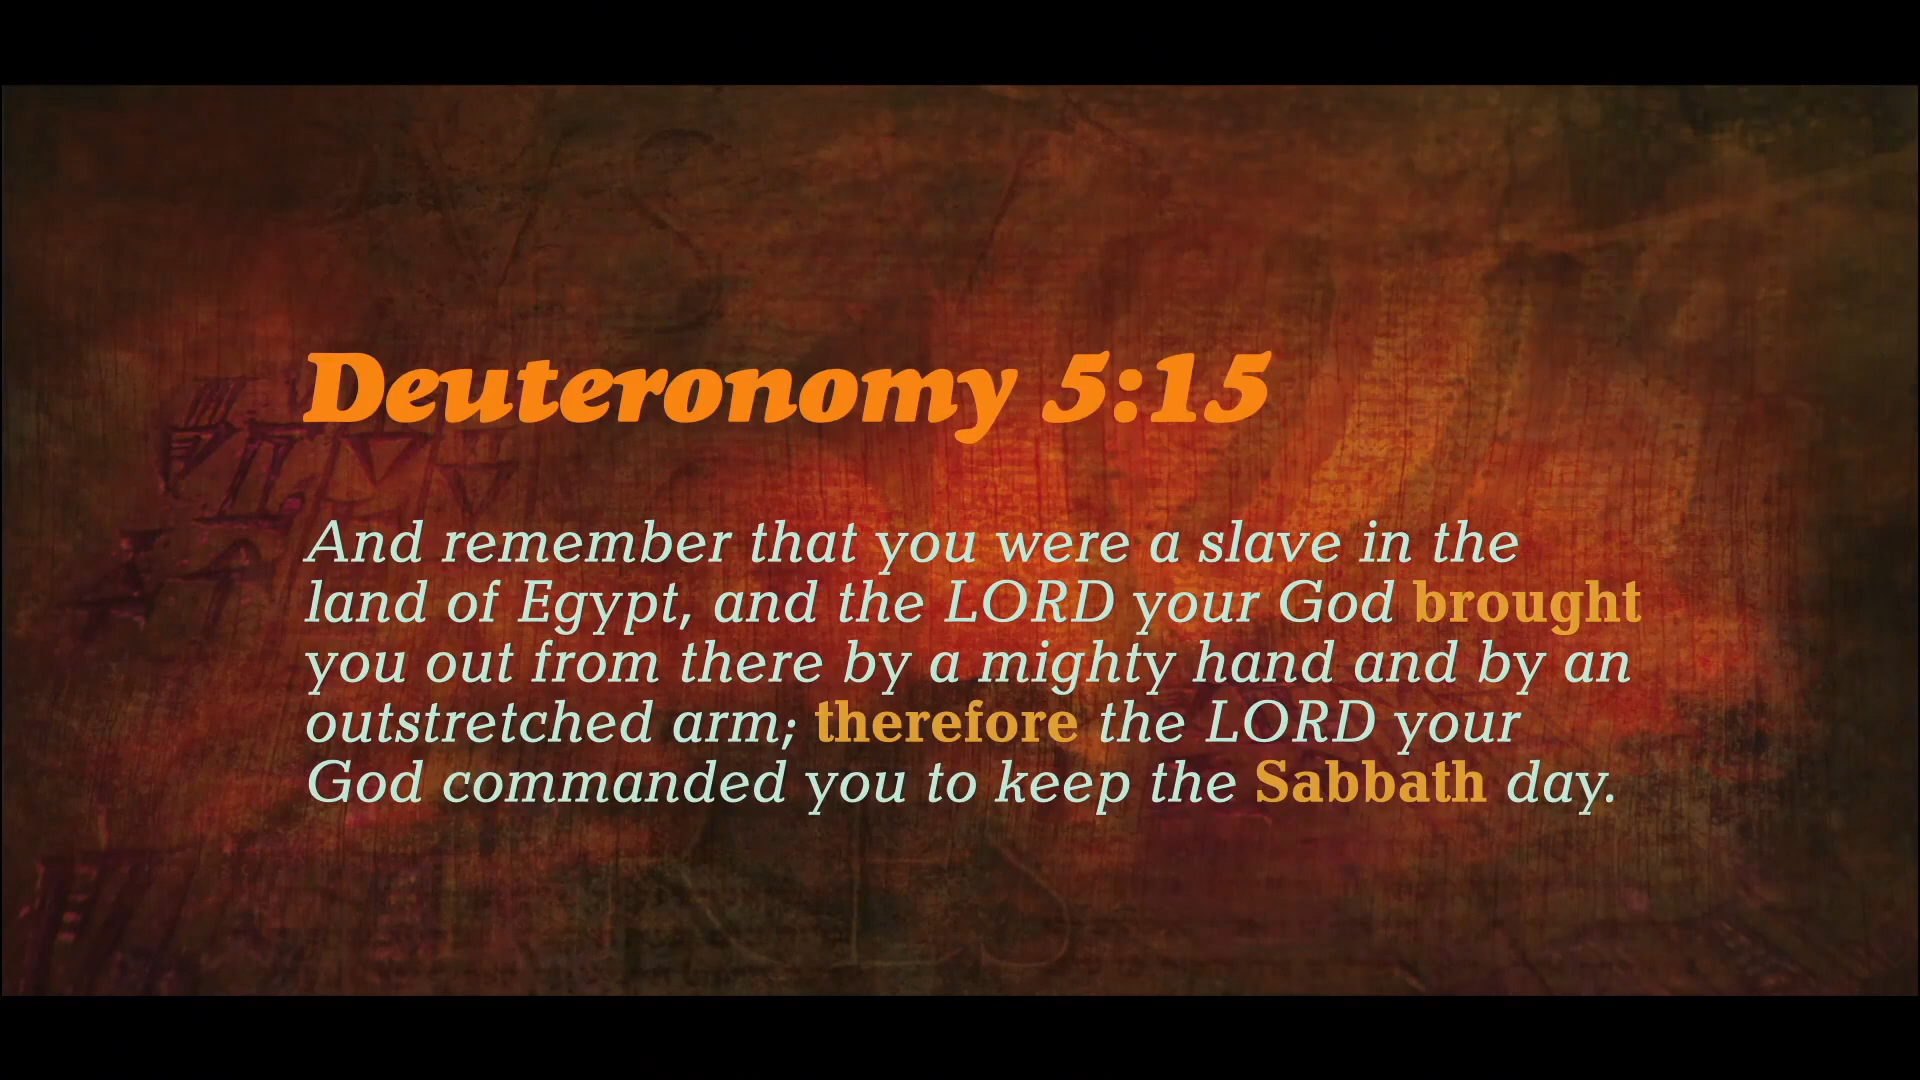 Deuteronomy 5:15
And remember that you were a slave in the
land of Egypt, and the LORD your God brought
you out from there by a mighty hand and by an
outstretched arm; therefore the LORD your
God commanded you to keep the Sabbath day.